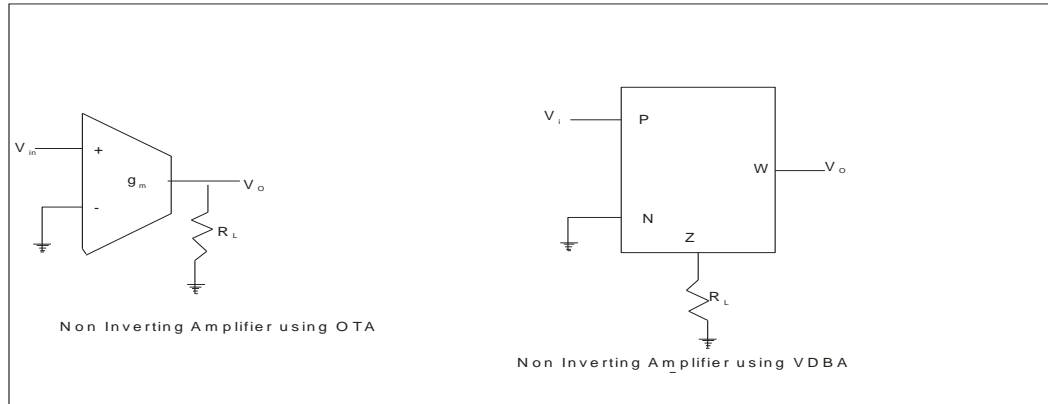 V in
+
g m
-
V O
R L
Non Inverting Amplifier using OTA
V i
P
W
V O
N
Z
R L
Non Inverting Amplifier using VDBA